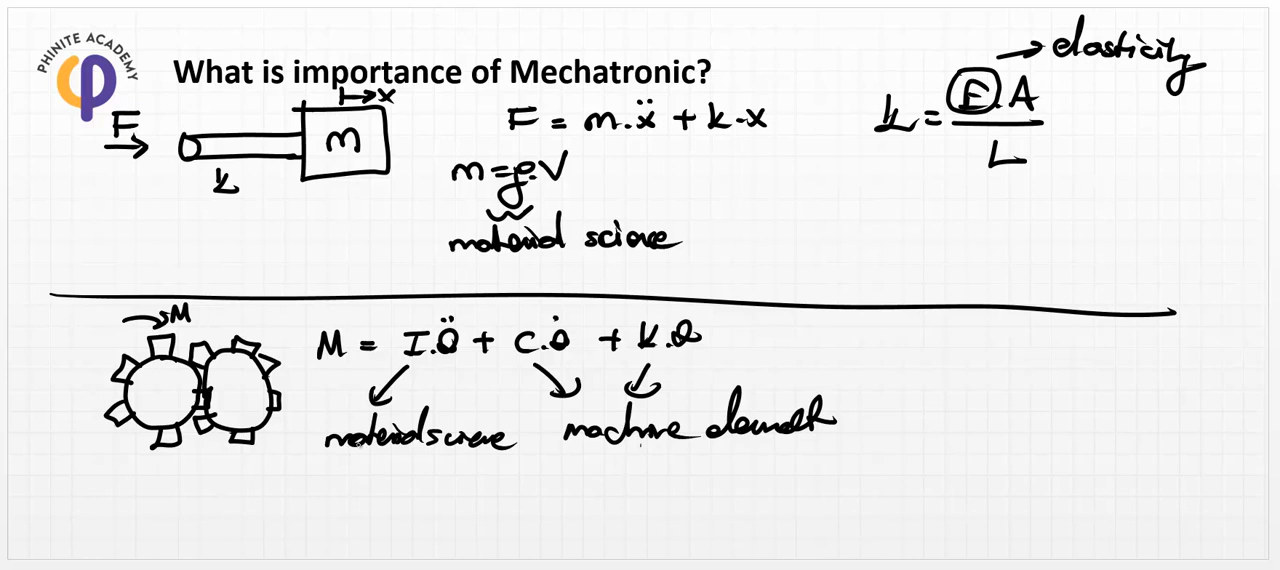 PHINITE ACADEMY
What is importance of Mechatronic?
→ elasticity
F
x
m
k
F = m.ẍ + k.x
k = E.A / L
m = ρ.V
material science
M
M = I.Θ̈ + C.Θ̇ + k.Θ
material science
machine element